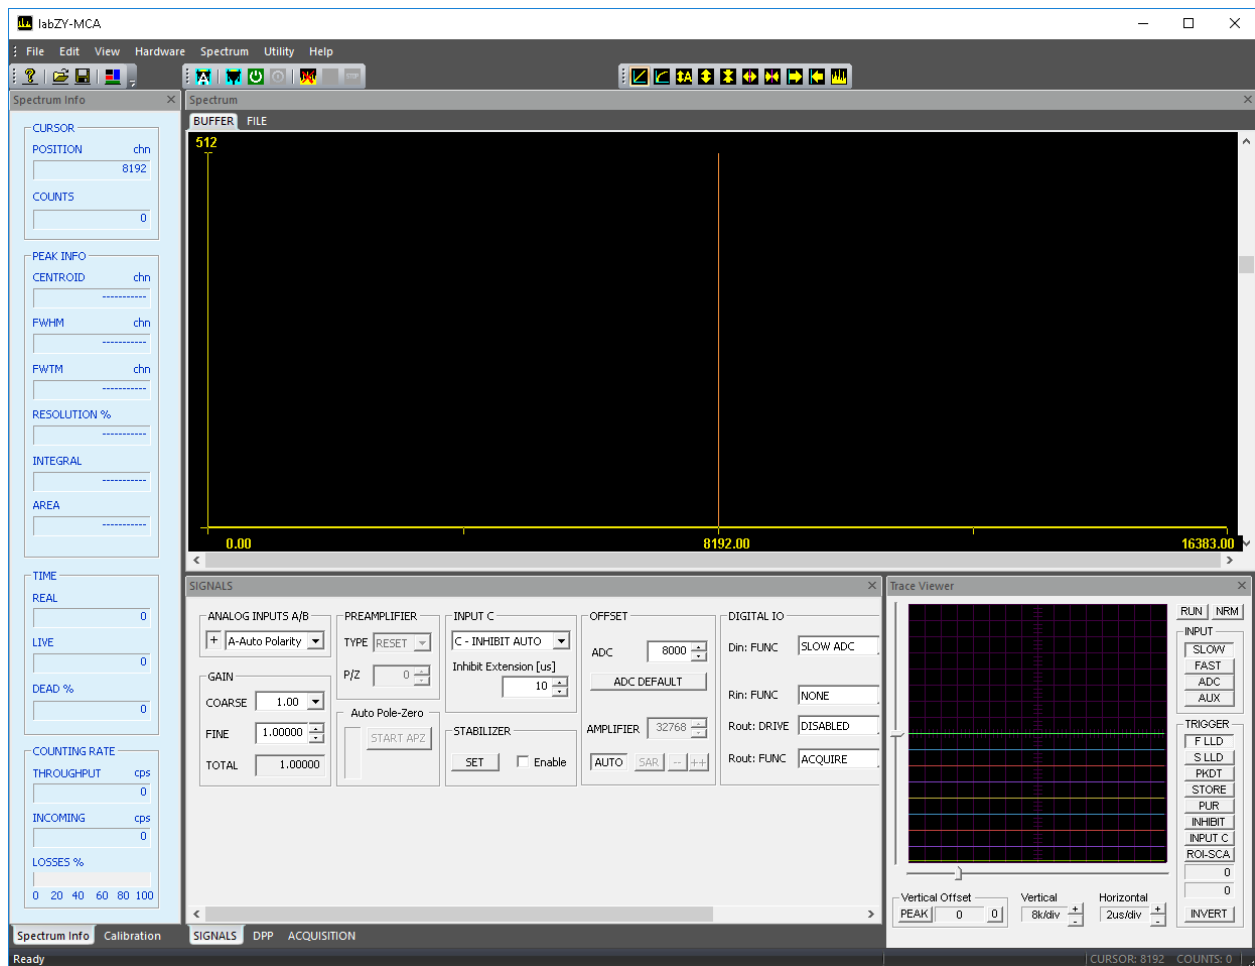 labZY-MCA
File Edit View Hardware Spectrum Utility Help
Spectrum Info
CURSOR
POSITION chn
8192
COUNTS
0
PEAK INFO
CENTROID chn
----------
FWHM chn
----------
FWTM chn
----------
RESOLUTION %
----------
INTEGRAL
----------
AREA
----------
TIME
REAL
0
LIVE
0
DEAD %
0
COUNTING RATE
THROUGHPUT cps
0
INCOMING cps
0
LOSSES %
0 20 40 60 80 100
Spectrum Info Calibration
Spectrum
BUFFER FILE
512
0.00 8192.00 16383.00
SIGNALS
ANALOG INPUTS A/B
+ A-Auto Polarity
GAIN
COARSE 1.00
FINE 1.00000
TOTAL 1.00000
PREAMPLIFIER
TYPE RESET
P/Z 0
Auto Pole-Zero
START APZ
INPUT C
C - INHIBIT AUTO
Inhibit Extension [us]
10
STABILIZER
SET Enable
OFFSET
ADC 8000
ADC DEFAULT
AMPLIFIER 32768
AUTO SAR -- ++
DIGITAL IO
Din: FUNC SLOW ADC
Rin: FUNC NONE
Rout: DRIVE DISABLED
Rout: FUNC ACQUIRE
SIGNALS DPP ACQUISITION
Trace Viewer
RUN NRM
INPUT
SLOW
FAST
ADC
AUX
TRIGGER
F LLD
S LLD
PKDT
STORE
PUR
INHIBIT
INPUT C
ROI-SCA
0
0
INVERT
Vertical Offset
PEAK 0 0
Vertical
8k/div + -
Horizontal
2us/div + -
Ready
CURSOR: 8192 COUNTS: 0